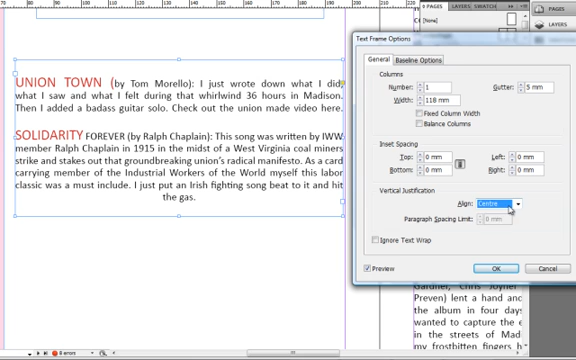 PAGES
LAYERS
SWATCH
PAGES
[None]
LAYERS
Text Frame Options
General
Baseline Options
Columns
Number: 1
Gutter: 5 mm
Width: 118 mm
Fixed Column Width
Balance Columns
Inset Spacing
Top: 0 mm
Left: 0 mm
Bottom: 0 mm
Right: 0 mm
Vertical Justification
Align: Centre
Paragraph Spacing Limit: 0 mm
Ignore Text Wrap
Preview
OK
Cancel
UNION TOWN (by Tom Morello): I just wrote down what I did,
what I saw and what I felt during that whirlwind 36 hours in Madison.
Then I added a badass guitar solo. Check out the union made video here.
SOLIDARITY FOREVER (by Ralph Chaplain): This song was written by IWW
member Ralph Chaplain in 1915 in the midst of a West Virginia coal miners
strike and stakes out that groundbreaking union's radical manifesto. As a card
carrying member of the Industrial Workers of the World myself this labor
classic was a must include. I just put an Irish fighting song beat to it and hit
the gas.
Gardner, Chris Joyner
Preven) lent a hand and
the album in four days
wanted to capture the e
in the streets of Mad
my frostbitten fingers h
8 errors